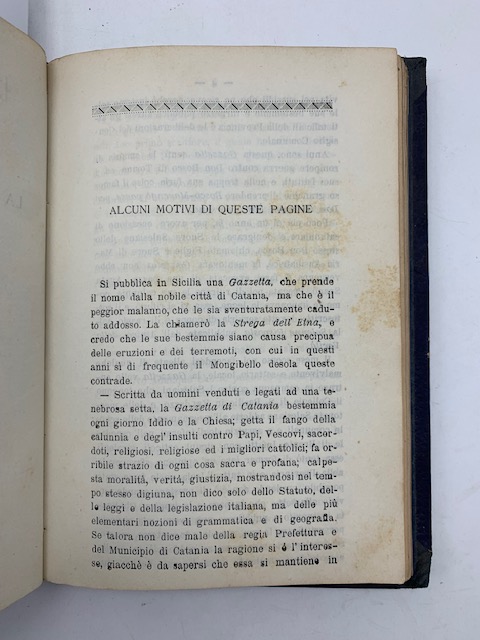 ALCUNI MOTIVI DI QUESTE PAGINE
Si pubblica in Sicilia una Gazzetta, che prende
il nome dalla nobile città di Catania, ma che è il
peggior malanno, che le sia sventuratamente cadu-
to addosso. La chiamerò la Strega dell' Etna, e
credo che le sue bestemmie siano causa precipua
delle eruzioni e dei terremoti, con cui in questi
anni sì di frequente il Mongibello desola queste
contrade.
— Scritta da uomini venduti e legati ad una te-
nebrosa setta, la Gazzetta di Catania bestemmia
ogni giorno Iddio e la Chiesa; getta il fango della
calunnia e degl' insulti contro Papi, Vescovi, sacer-
doti, religiosi, religiose ed i migliori cattolici; fa or-
ribile strazio di ogni cosa sacra e profana; calpe-
sta moralità, verità, giustizia, mostrandosi nel tem-
po stesso digiuna, non dico solo dello Statuto, del-
le leggi e della legislazione italiana, ma delle più
elementari nozioni di grammatica e di geografia.
Se talora non dice male della regia Prefettura e
del Municipio di Catania la ragione si é l'interes-
se, giacchè è da sapersi che essa si mantiene in